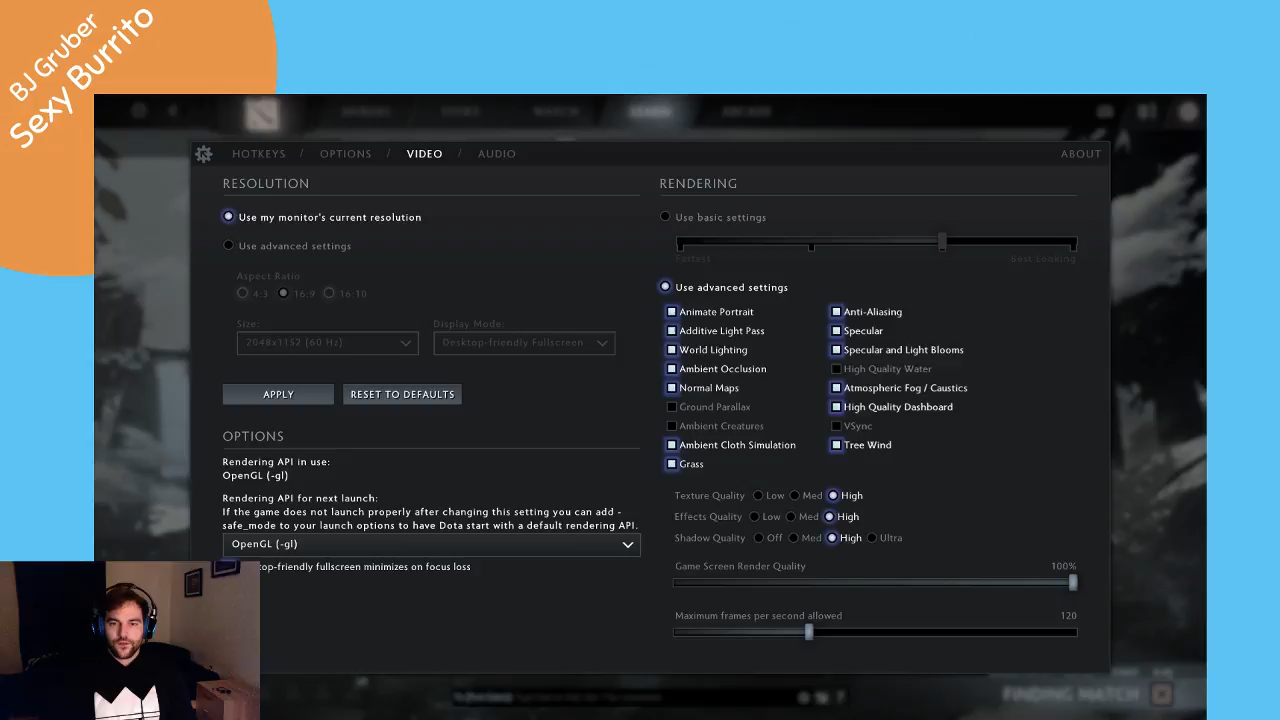 BJ Gruber
Sexy Burrito
HOTKEYS / OPTIONS / VIDEO / AUDIO
ABOUT
RESOLUTION
Use my monitor's current resolution
Use advanced settings
Aspect Ratio
4:3 16:9 16:10
Size: Display Mode:
2048x1152 (60 Hz) Desktop-friendly Fullscreen
APPLY RESET TO DEFAULTS
OPTIONS
Rendering API in use:
OpenGL (-gl)
Rendering API for next launch:
If the game does not launch properly after changing this setting you can add -
safe_mode to your launch options to have Dota start with a default rendering API.
OpenGL (-gl)
top-friendly fullscreen minimizes on focus loss
RENDERING
Use basic settings
Fastest Best Looking
Use advanced settings
Animate Portrait Anti-Aliasing
Additive Light Pass Specular
World Lighting Specular and Light Blooms
Ambient Occlusion High Quality Water
Normal Maps Atmospheric Fog / Caustics
Ground Parallax High Quality Dashboard
Ambient Creatures VSync
Ambient Cloth Simulation Tree Wind
Grass
Texture Quality Low Med High
Effects Quality Low Med High
Shadow Quality Off Med High Ultra
Game Screen Render Quality 100%
Maximum frames per second allowed 120
FINDING MATCH